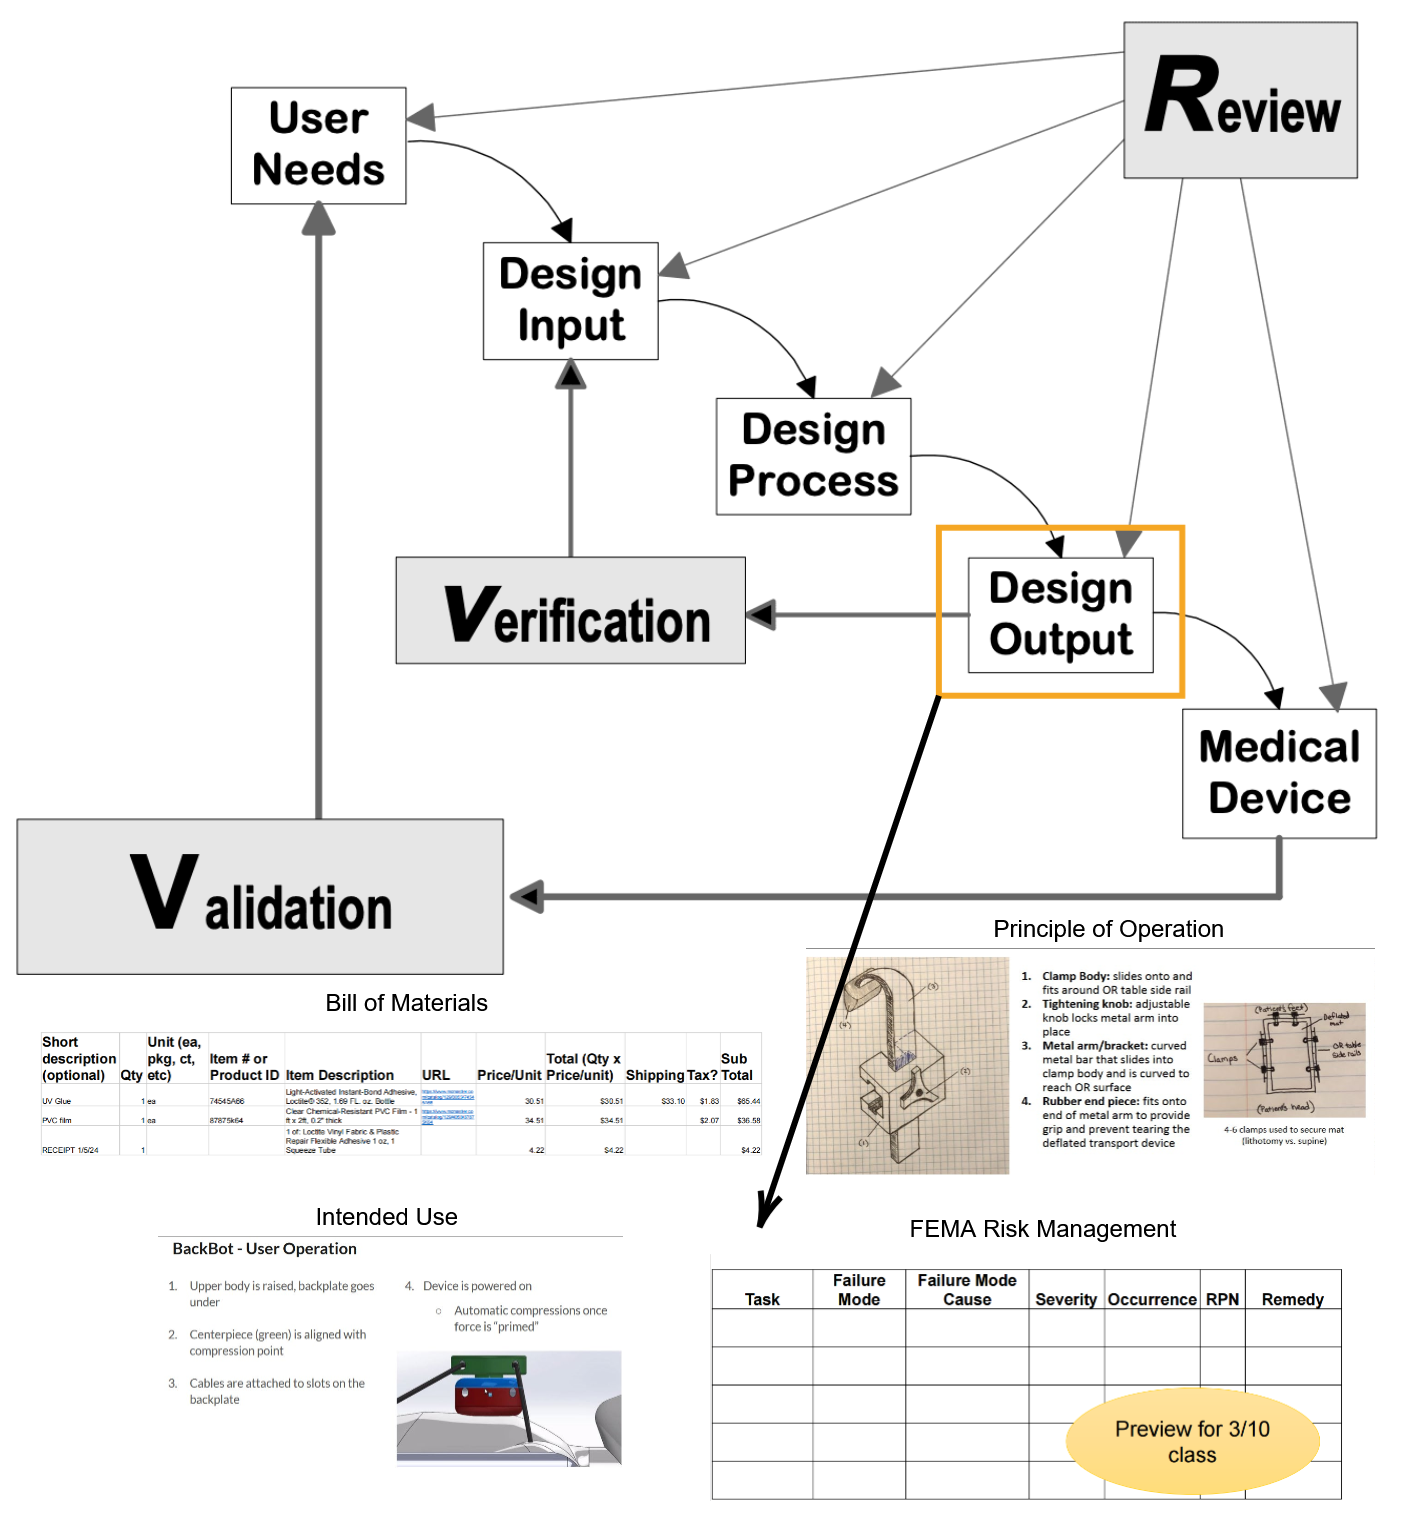 Review
User
Needs
Design
Input
Design
Process
Design
Output
Verification
Medical
Device
Validation
Principle of Operation
1. Clamp Body: slides onto and
fits around OR table side rail
2. Tightening knob: adjustable
knob locks metal arm into
place
3. Metal arm/bracket: curved
metal bar that slides into
clamp body and is curved to
reach OR surface
4. Rubber end piece: fits onto
end of metal arm to provide
grip and prevent tearing the
deflated transport device
(3)
(4)
(2)
(1)
(Patient's feet)
Deflated
mat
Clamps
OR table
side rails
(Patient's head)
4-6 clamps used to secure mat
(lithotomy vs. supine)
Bill of Materials
Short description (optional) Qty Unit (ea, pkg, ct, etc) Item # or Product ID Item Description URL Price/Unit Total (Qty x Price/unit) Shipping Tax? Sub Total
UV Glue 1 ea 74545A66 Light-Activated Instant-Bond Adhesive, Loctite® 352, 1.69 FL. oz. Bottle 30.51 $30.51 $33.10 $1.83 $65.44
PVC film 1 ea 87875k64 Clear Chemical-Resistant PVC Film - 1 ft x 2ft, 0.2" thick 34.51 $34.51 $2.07 $36.58
RECEIPT 1/5/24 1 1 of: Loctite Vinyl Fabric & Plastic Repair Flexible Adhesive 1 oz, 1 Squeeze Tube 4.22 $4.22 $4.22
Intended Use
BackBot - User Operation
1. Upper body is raised, backplate goes
under
2. Centerpiece (green) is aligned with
compression point
3. Cables are attached to slots on the
backplate
4. Device is powered on
○ Automatic compressions once
force is "primed"
FEMA Risk Management
Task Failure Mode Failure Mode Cause Severity Occurrence RPN Remedy
Preview for 3/10
class